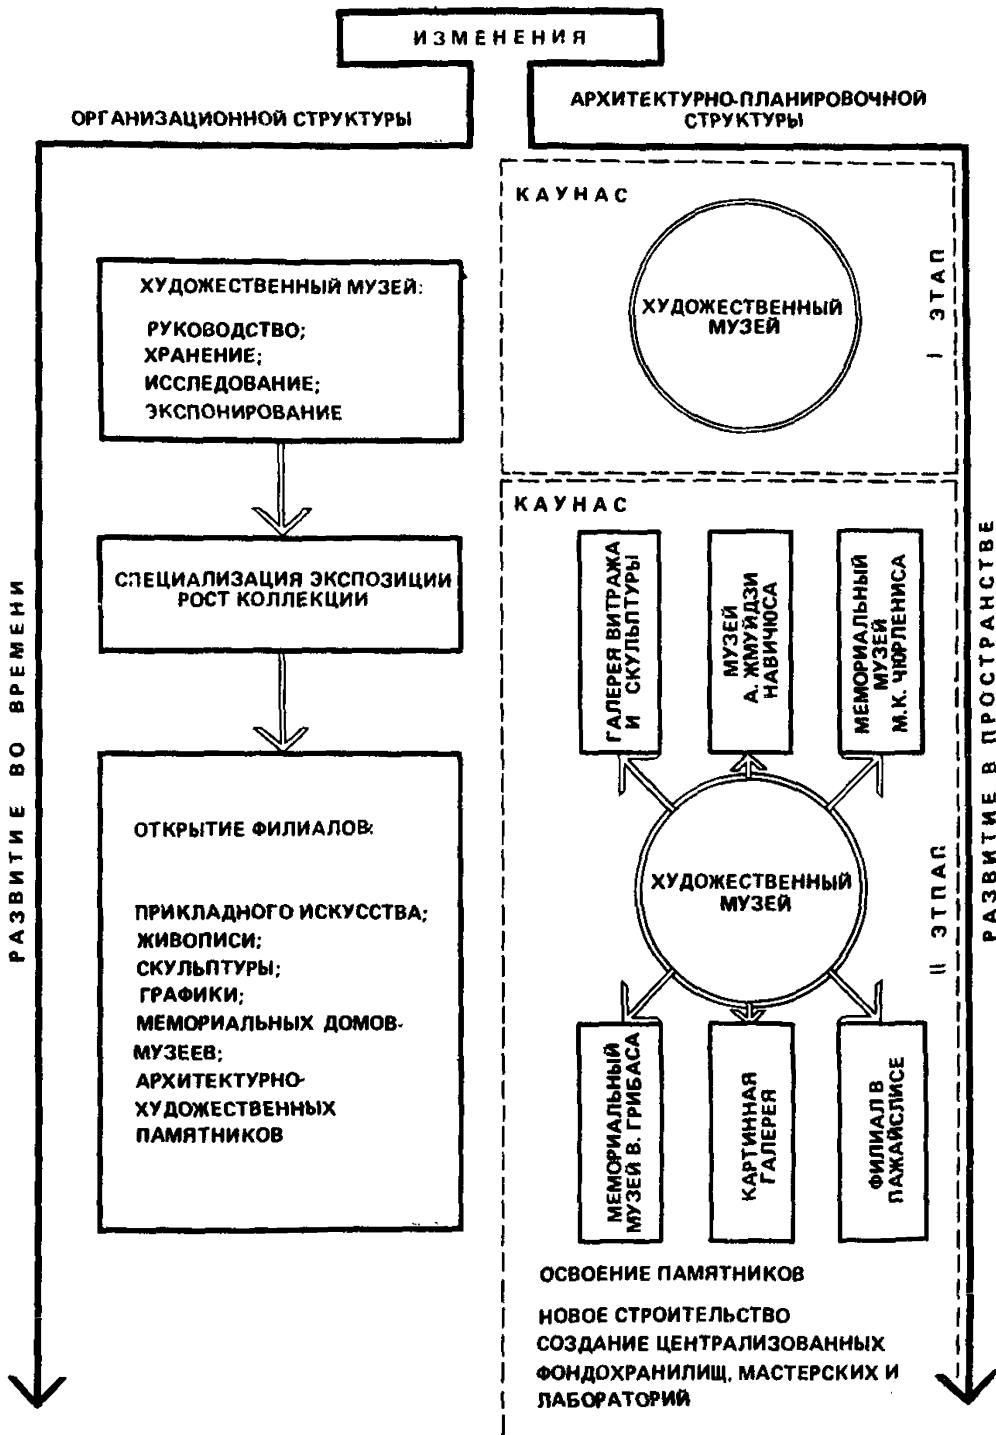 ИЗМЕНЕНИЯ
ОРГАНИЗАЦИОННОЙ СТРУКТУРЫ
АРХИТЕКТУРНО-ПЛАНИРОВОЧНОЙ
СТРУКТУРЫ
РАЗВИТИЕ ВО ВРЕМЕНИ
ХУДОЖЕСТВЕННЫЙ МУЗЕЙ:
РУКОВОДСТВО;
ХРАНЕНИЕ;
ИССЛЕДОВАНИЕ;
ЭКСПОНИРОВАНИЕ
СПЕЦИАЛИЗАЦИЯ ЭКСПОЗИЦИИ
РОСТ КОЛЛЕКЦИИ
ОТКРЫТИЕ ФИЛИАЛОВ:
ПРИКЛАДНОГО ИСКУССТВА;
ЖИВОПИСИ;
СКУЛЬПТУРЫ;
ГРАФИКИ;
МЕМОРИАЛЬНЫХ ДОМОВ-
МУЗЕЕВ;
АРХИТЕКТУРНО-
ХУДОЖЕСТВЕННЫХ
ПАМЯТНИКОВ
КАУНАС
ХУДОЖЕСТВЕННЫЙ
МУЗЕЙ
I ЭТАП
КАУНАС
ГАЛЕРЕЯ ВИТРАЖА
И СКУЛЬПТУРЫ
МУЗЕЙ
А. ЖМУЙДЗИ
НАВИЧЮСА
МЕМОРИАЛЬНЫЙ
МУЗЕЙ
М.К. ЧЮРЛЕНИСА
ХУДОЖЕСТВЕННЫЙ
МУЗЕЙ
II ЭТПАП
МЕМОРИАЛЬНЫЙ
МУЗЕЙ В. ГРИБАСА
КАРТИННАЯ
ГАЛЕРЕЯ
ФИЛИАЛ В
ПАЖАЙСЛИСЕ
ОСВОЕНИЕ ПАМЯТНИКОВ
НОВОЕ СТРОИТЕЛЬСТВО
СОЗДАНИЕ ЦЕНТРАЛИЗОВАННЫХ
ФОНДОХРАНИЛИЩ, МАСТЕРСКИХ И
ЛАБОРАТОРИЙ
РАЗВИТИЕ В ПРОСТРАНСТВЕ